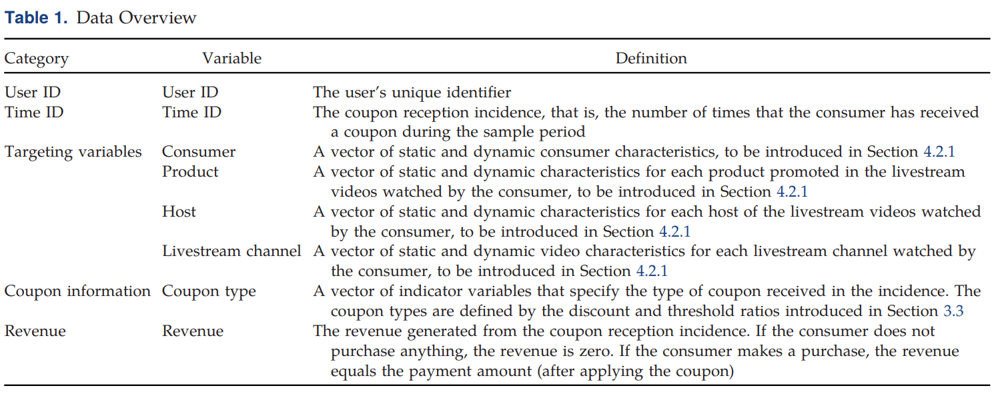 Table 1. Data Overview
Category Variable Definition
User ID User ID The user's unique identifier
Time ID Time ID The coupon reception incidence, that is, the number of times that the consumer has received
a coupon during the sample period
Targeting variables Consumer A vector of static and dynamic consumer characteristics, to be introduced in Section 4.2.1
Product A vector of static and dynamic characteristics for each product promoted in the livestream
videos watched by the consumer, to be introduced in Section 4.2.1
Host A vector of static and dynamic characteristics for each host of the livestream videos watched
by the consumer, to be introduced in Section 4.2.1
Livestream channel A vector of static and dynamic video characteristics for each livestream channel watched by
the consumer, to be introduced in Section 4.2.1
Coupon information Coupon type A vector of indicator variables that specify the type of coupon received in the incidence. The
coupon types are defined by the discount and threshold ratios introduced in Section 3.3
Revenue Revenue The revenue generated from the coupon reception incidence. If the consumer does not
purchase anything, the revenue is zero. If the consumer makes a purchase, the revenue
equals the payment amount (after applying the coupon)